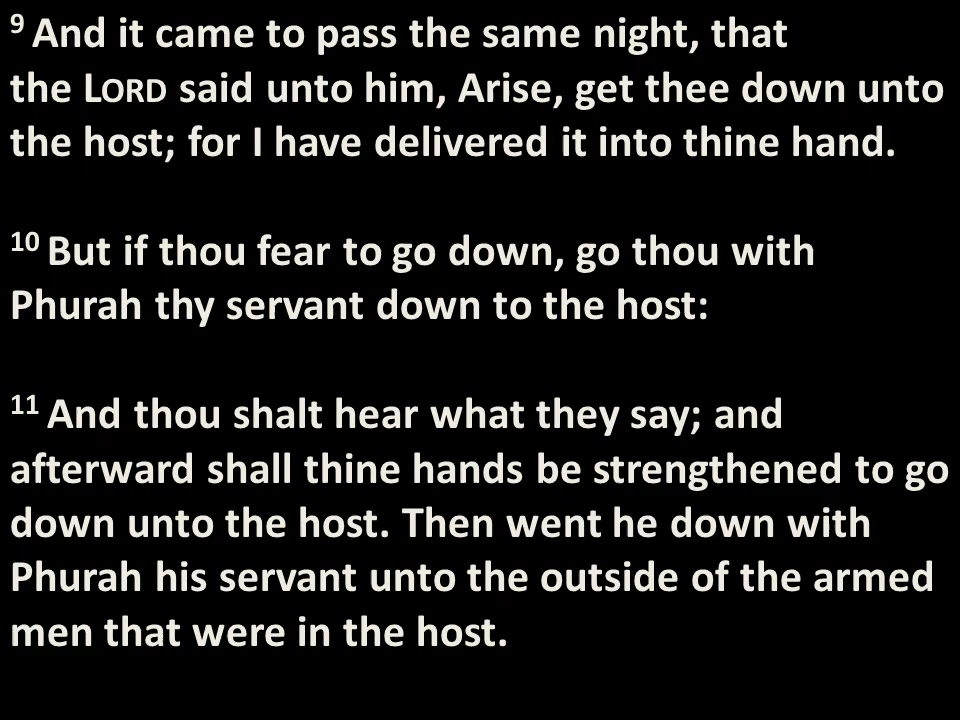 9 And it came to pass the same night, that
the LORD said unto him, Arise, get thee down unto
the host; for I have delivered it into thine hand.
10 But if thou fear to go down, go thou with
Phurah thy servant down to the host:
11 And thou shalt hear what they say; and
afterward shall thine hands be strengthened to go
down unto the host. Then went he down with
Phurah his servant unto the outside of the armed
men that were in the host.